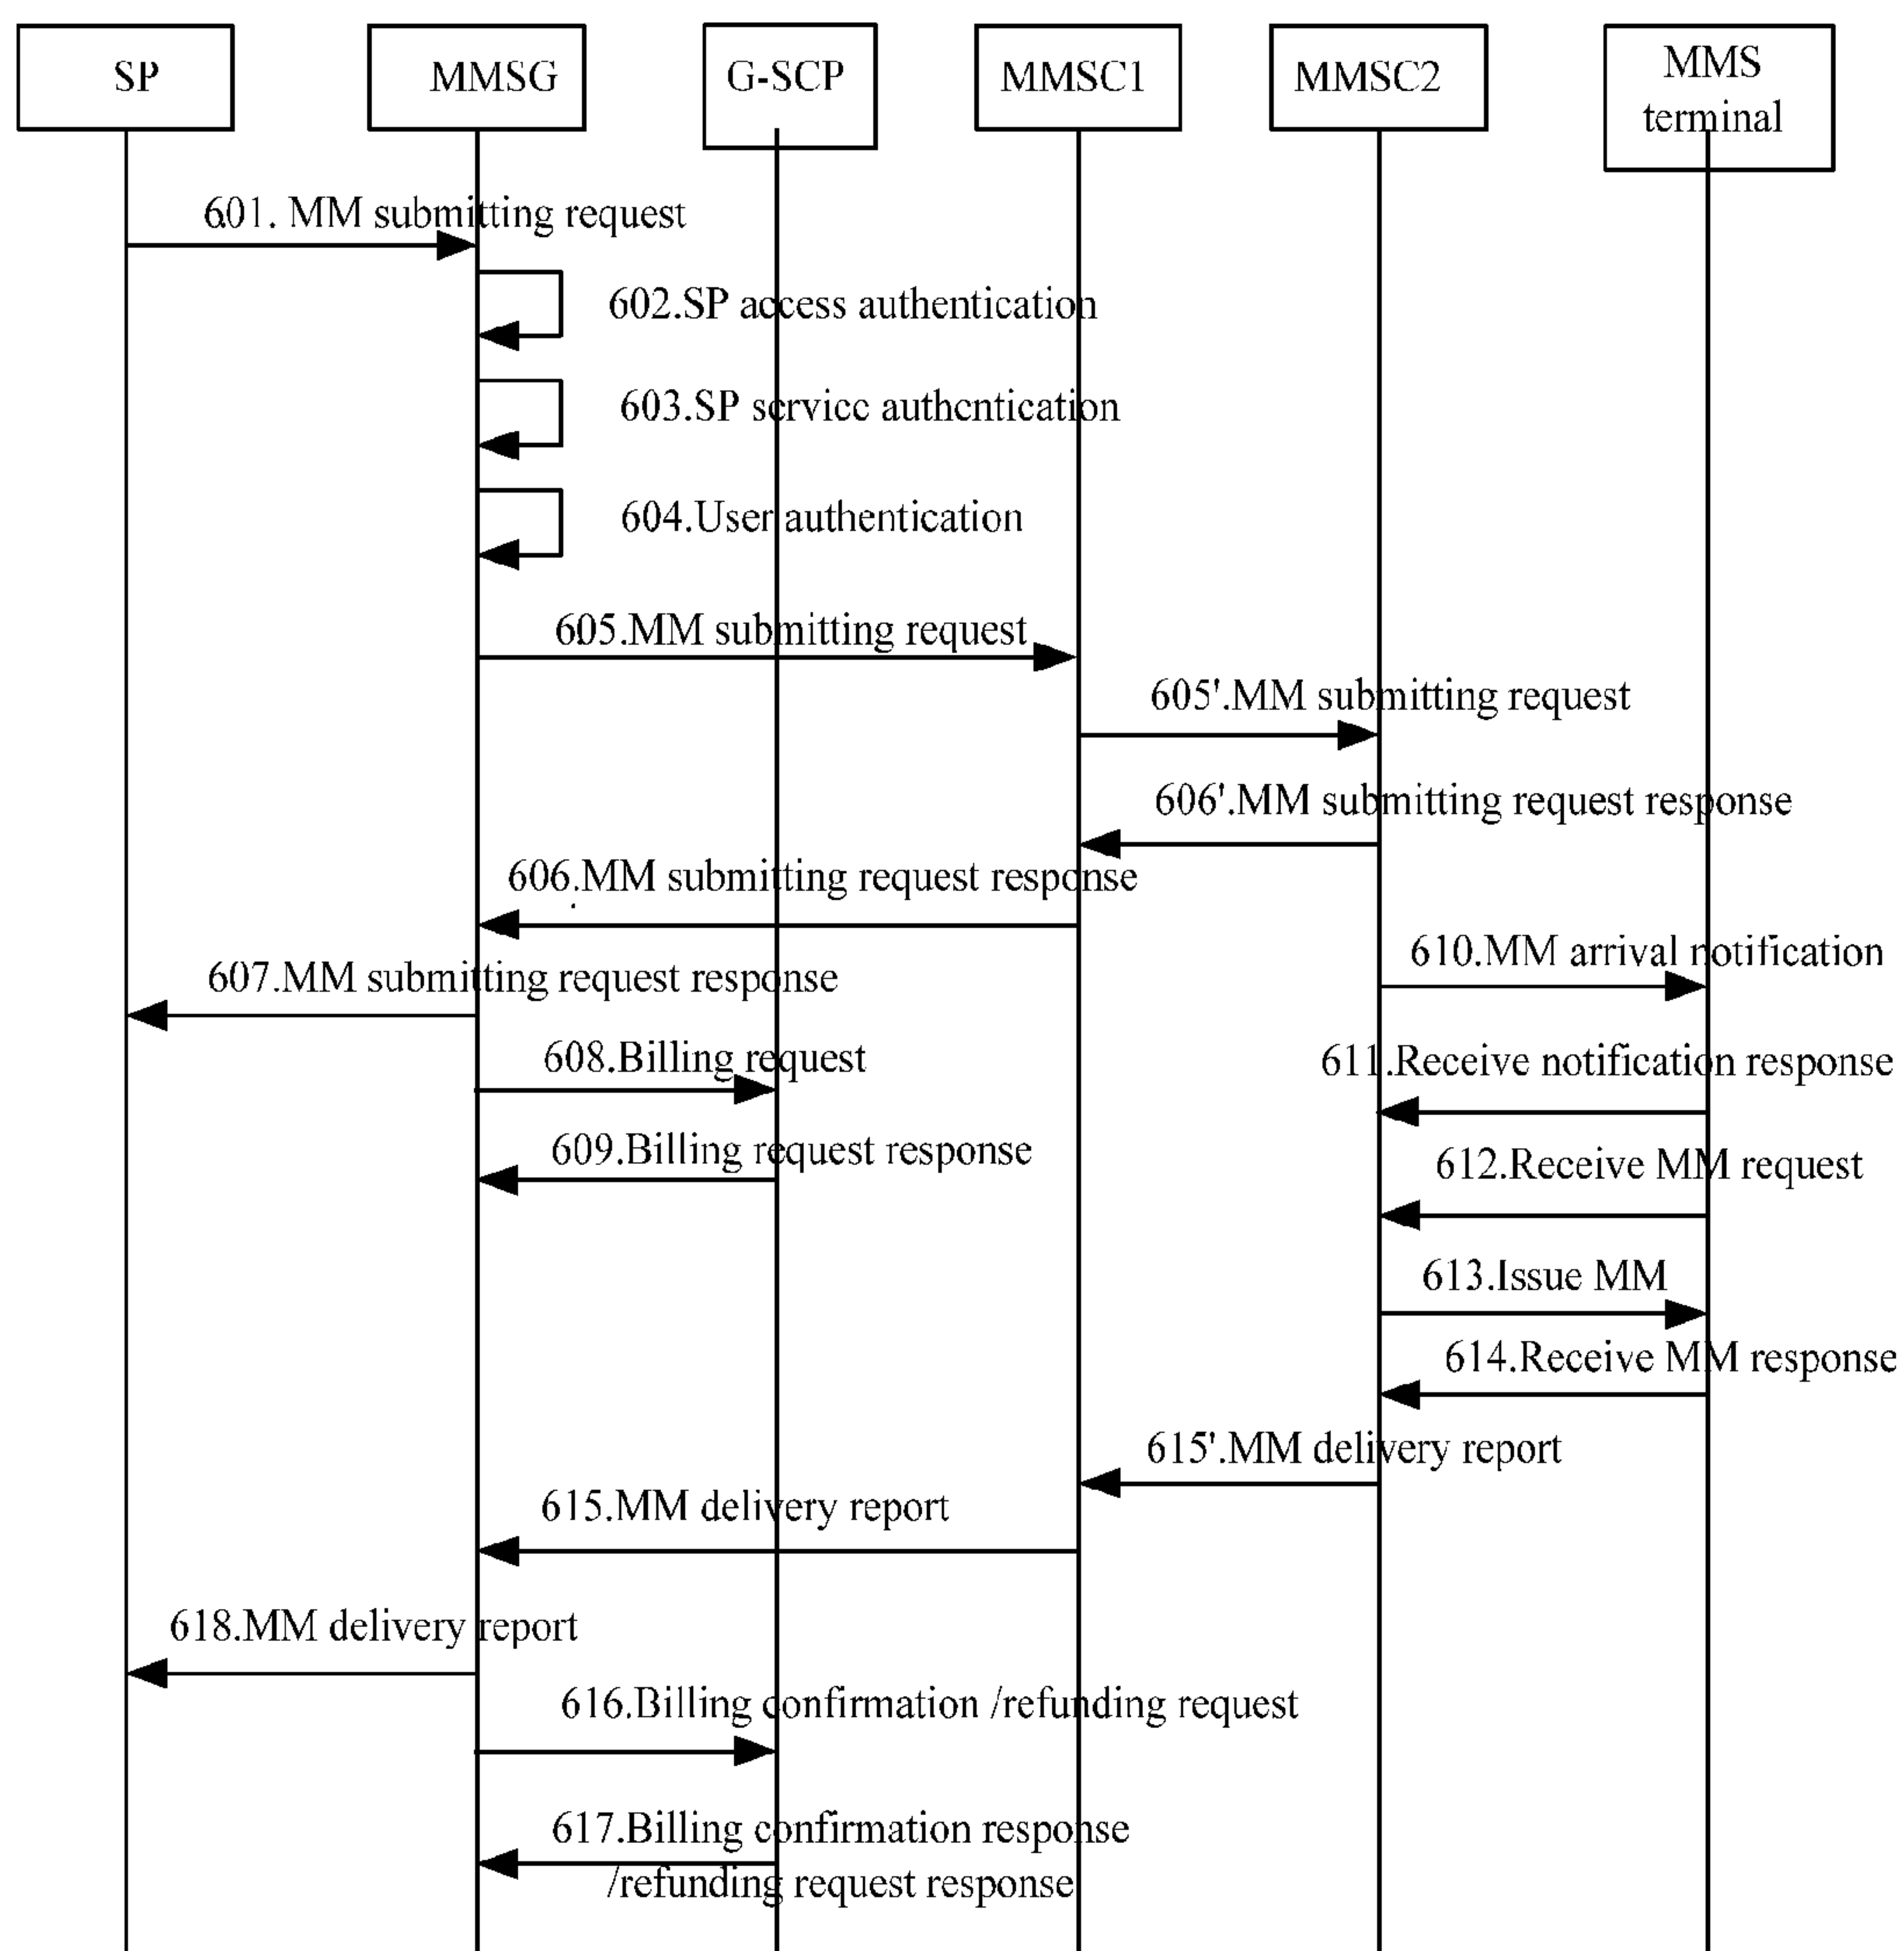 SP
MMSG
G-SCP
MMSC1
MMSC2
MMS
terminal
601. MM submitting request
602.SP access authentication
603.SP service authentication
604.User authentication
605.MM submitting request
605'.MM submitting request
606'.MM submitting request response
606.MM submitting request response
610.MM arrival notification
607.MM submitting request response
608.Billing request
611.Receive notification response
609.Billing request response
612.Receive MM request
613.Issue MM
614.Receive MM response
615'.MM delivery report
615.MM delivery report
618.MM delivery report
616.Billing confirmation /refunding request
617.Billing confirmation response
/refunding request response